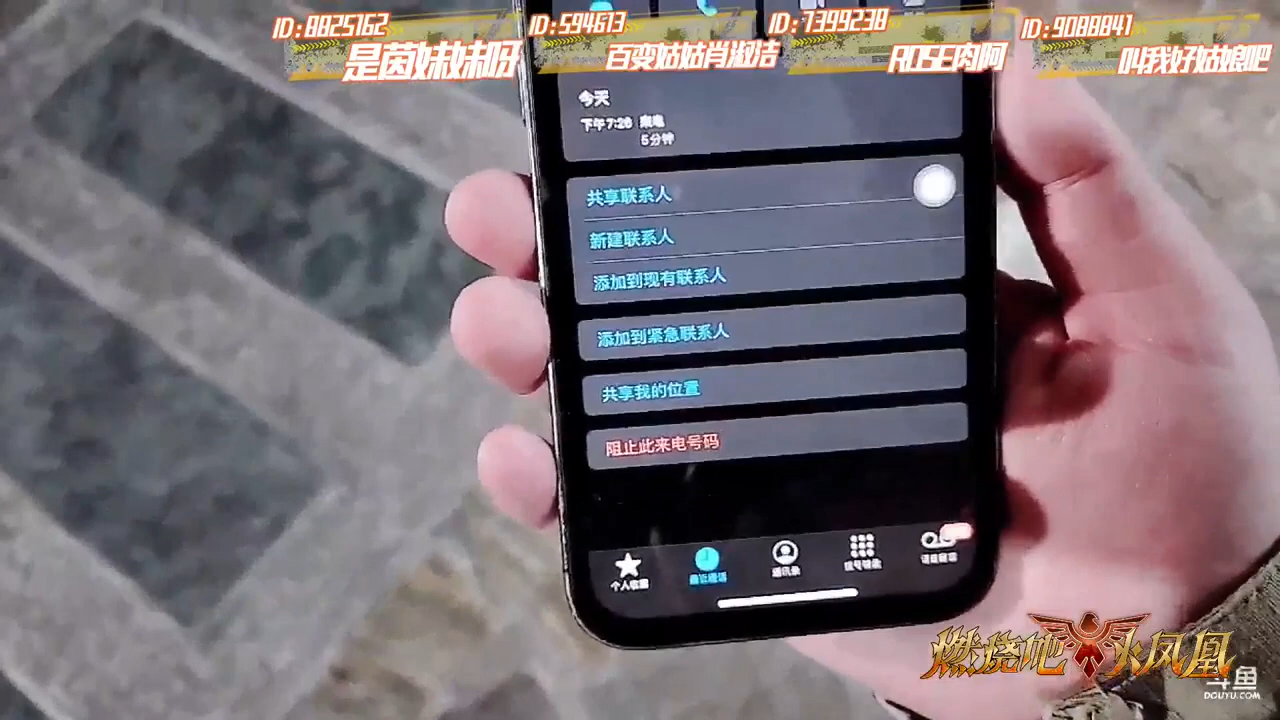 ID:8825162
是茵妹妹呀
ID:594613
百变姑姑肖淑洁
ID:7399238
ROSE肉阿
ID:9088841
叫我好姑娘吧
今天
下午7:26 来电
5分钟
共享联系人
新建联系人
添加到现有联系人
添加到紧急联系人
共享我的位置
阻止此来电号码
个人收藏
最近通话
通讯录
拨号键盘
语音留言
燃烧吧火凤凰
斗鱼
DOUYU.COM